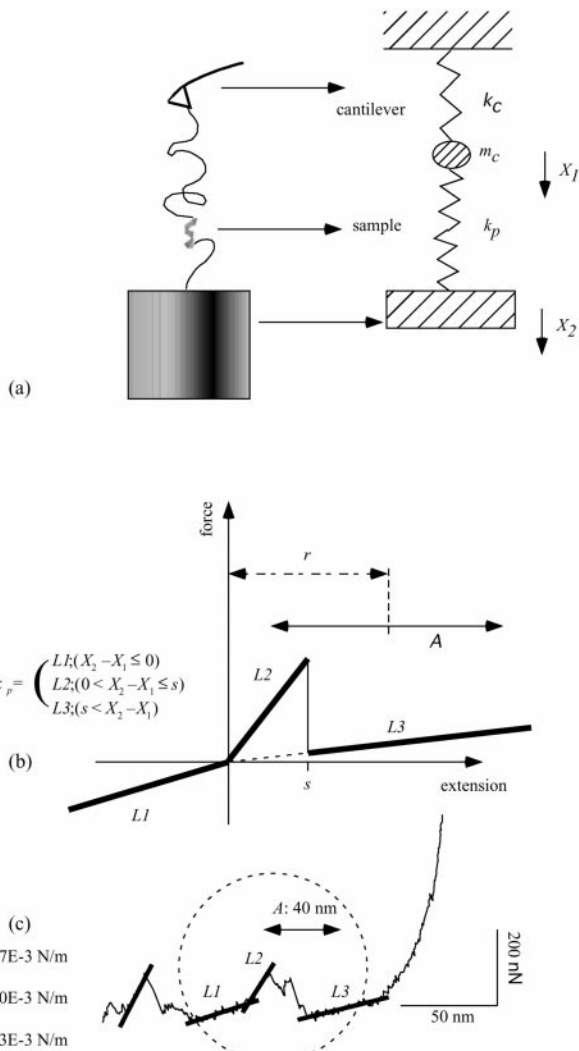 k_C
cantilever
m_c
X_1
sample
k_p
X_2
(a)
force
r
A
L2
p = ( L1;(X_2 – X_1 ≤ 0)
L2;(0 < X_2 – X_1 ≤ s)
L3;(s < X_2 – X_1)
L3
(b)
s
extension
L1
(c)
A: 40 nm
7E-3 N/m
L2
200 nN
0E-3 N/m
L1
L3
50 nm
3E-3 N/m